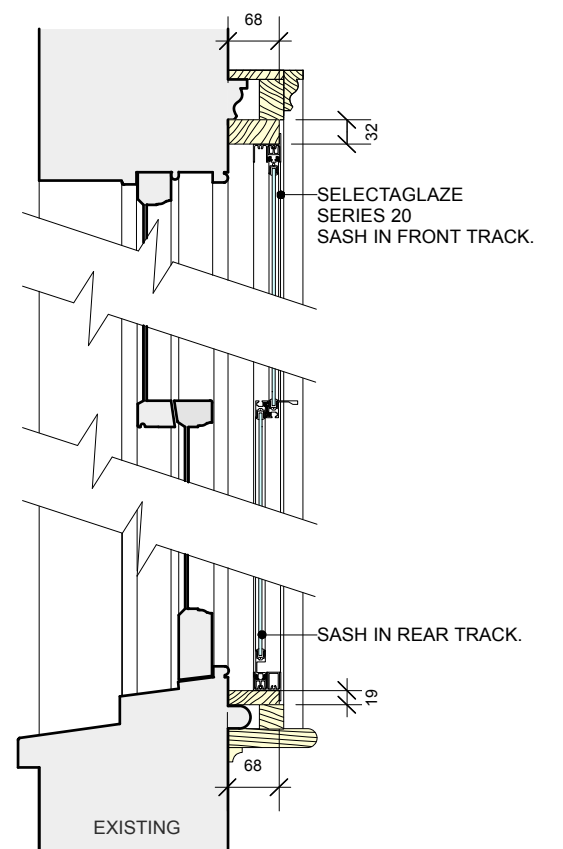 68
32
SELECTAGLAZE
SERIES 20
SASH IN FRONT TRACK.
SASH IN REAR TRACK.
19
68
EXISTING